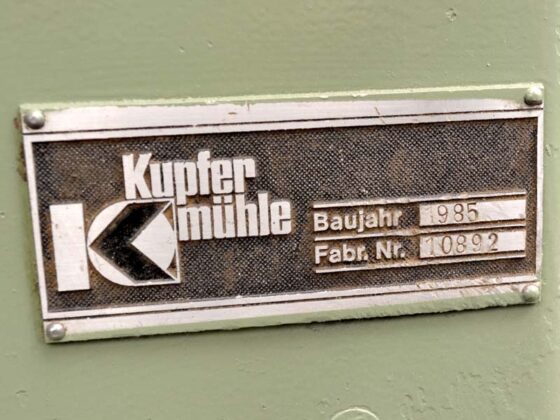 Kupfer
mühle
Baujahr 1985
Fabr. Nr. 10892